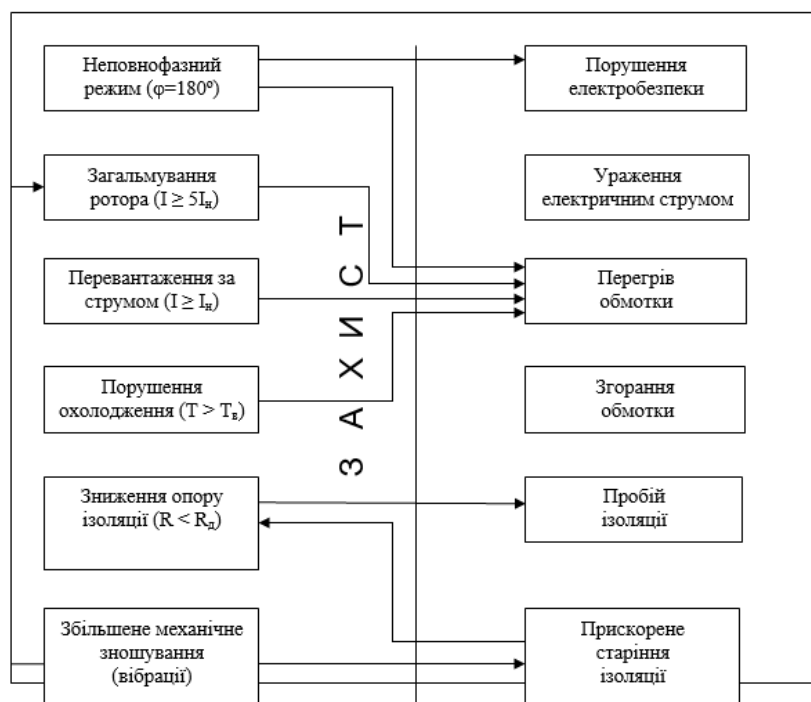 Неповнофазний
режим (φ=180º)
Порушення
електробезпеки
Загальмування
ротора (I ≥ 5Iн)
Ураження
електричним струмом
Перевантаження за
струмом (I ≥ Iн)
Перегрів
обмотки
Порушення
охолодження (T > Tв)
Згорання
обмотки
Зниження опору
ізоляції (R < Rд)
Пробій
ізоляції
Збільшене механічне
зношування
(вібрації)
Прискорене
старіння
ізоляції
З А Х И С Т